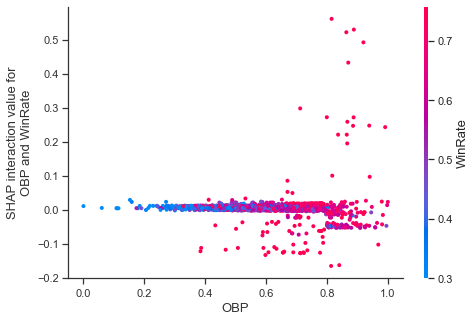 SHAP interaction value for
OBP and WinRate
0.5
0.4
0.3
0.2
0.1
0.0
−0.1
−0.2
0.0 0.2 0.4 0.6 0.8 1.0
OBP
0.7
0.6
0.5
0.4
0.3
WinRate